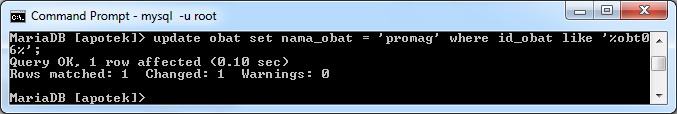 Command Prompt - mysql -u root
MariaDB [apotek]> update obat set nama_obat = 'promag' where id_obat like '%obt0
6%';
Query OK, 1 row affected (0.10 sec)
Rows matched: 1  Changed: 1  Warnings: 0
MariaDB [apotek]>